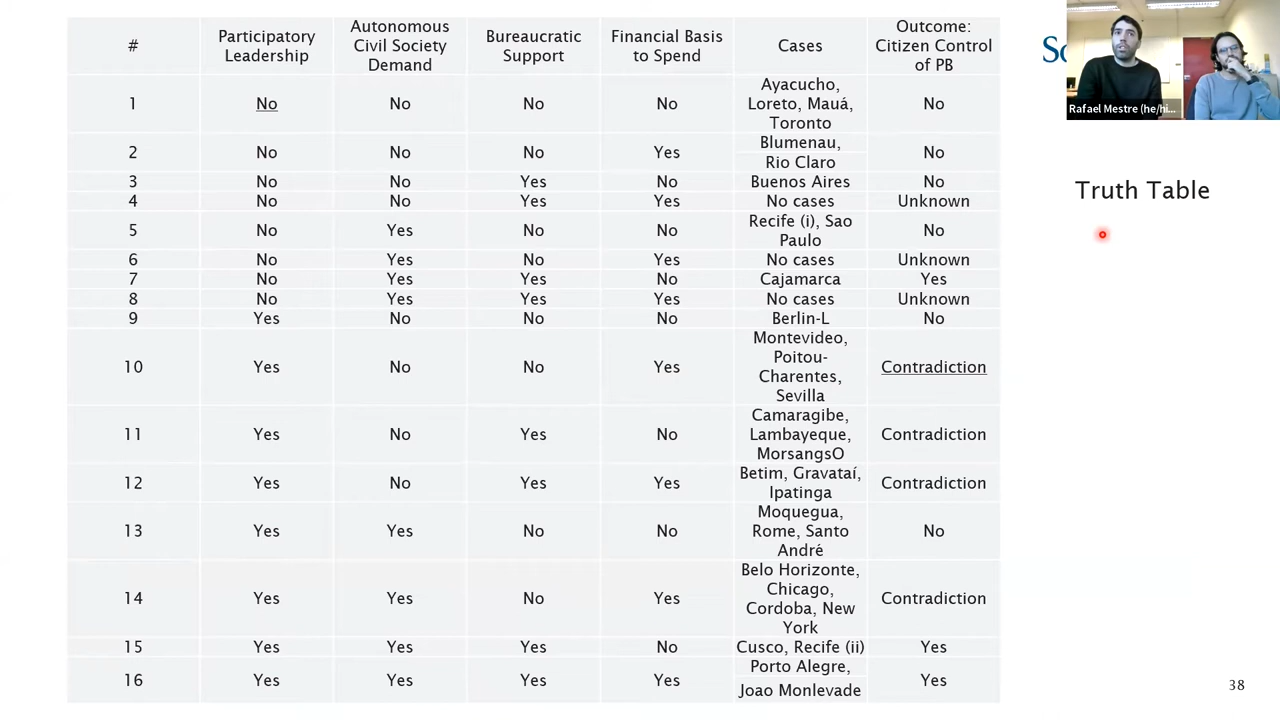 So
Rafael Mestre (he/hi...
Truth Table
# Participatory Leadership Autonomous Civil Society Demand Bureaucratic Support Financial Basis to Spend Cases Outcome: Citizen Control of PB
1 No No No No Ayacucho, Loreto, Mauá, Toronto No
2 No No No Yes Blumenau, Rio Claro No
3 No No Yes No Buenos Aires No
4 No No Yes Yes No cases Unknown
5 No Yes No No Recife (i), Sao Paulo No
6 No Yes No Yes No cases Unknown
7 No Yes Yes No Cajamarca Yes
8 No Yes Yes Yes No cases Unknown
9 Yes No No No Berlin-L No
10 Yes No No Yes Montevideo, Poitou-Charentes, Sevilla Contradiction
11 Yes No Yes No Camaragibe, Lambayeque, MorsangsO Contradiction
12 Yes No Yes Yes Betim, Gravataí, Ipatinga Contradiction
13 Yes Yes No No Moquegua, Rome, Santo André No
14 Yes Yes No Yes Belo Horizonte, Chicago, Cordoba, New York Contradiction
15 Yes Yes Yes No Cusco, Recife (ii) Yes
16 Yes Yes Yes Yes Porto Alegre, Joao Monlevade Yes
38